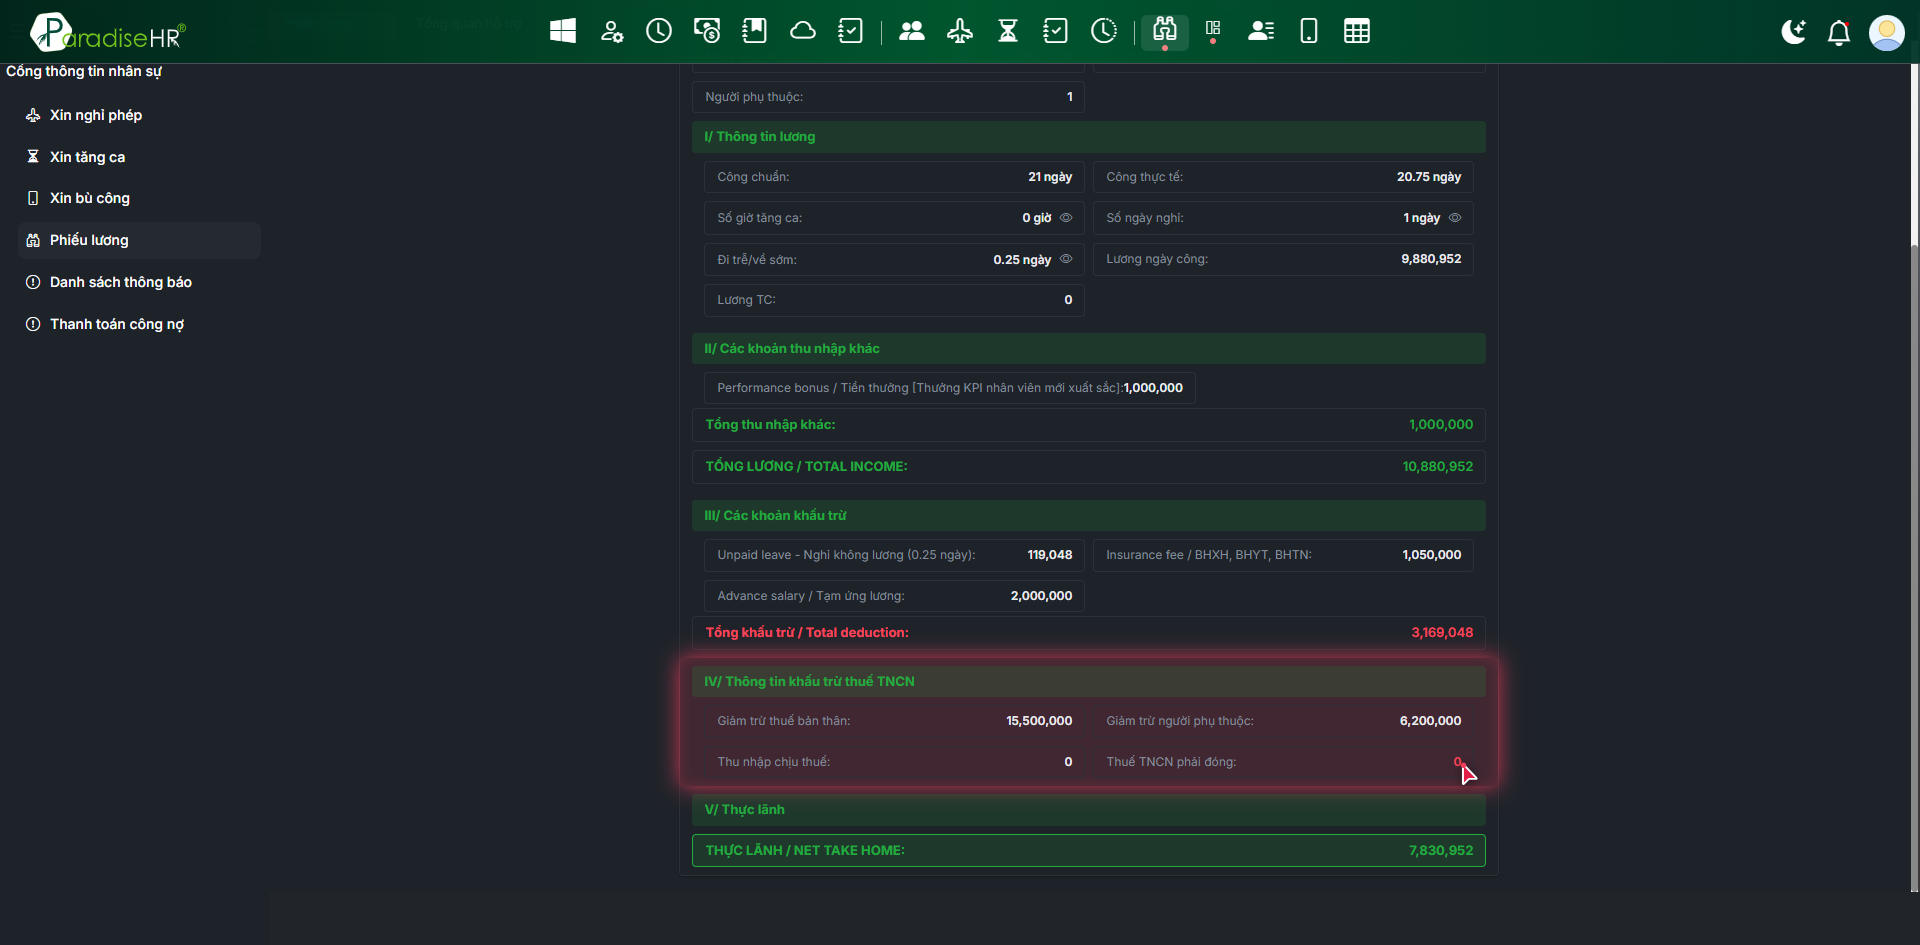 ParadiseHR®
Cổng thông tin nhân sự
Xin nghỉ phép
Xin tăng ca
Xin bù công
Phiếu lương
Danh sách thông báo
Thanh toán công nợ
Người phụ thuộc: 1
I/ Thông tin lương
Công chuẩn: 21 ngày Công thực tế: 20.75 ngày
Số giờ tăng ca: 0 giờ Số ngày nghỉ: 1 ngày
Đi trễ/về sớm: 0.25 ngày Lương ngày công: 9,880,952
Lương TC: 0
II/ Các khoản thu nhập khác
Performance bonus / Tiền thưởng [Thưởng KPI nhân viên mới xuất sắc]: 1,000,000
Tổng thu nhập khác: 1,000,000
TỔNG LƯƠNG / TOTAL INCOME: 10,880,952
III/ Các khoản khấu trừ
Unpaid leave - Nghỉ không lương (0.25 ngày): 119,048 Insurance fee / BHXH, BHYT, BHTN: 1,050,000
Advance salary / Tạm ứng lương: 2,000,000
Tổng khấu trừ / Total deduction: 3,169,048
IV/ Thông tin khấu trừ thuế TNCN
Giảm trừ thuế bản thân: 15,500,000 Giảm trừ người phụ thuộc: 6,200,000
Thu nhập chịu thuế: 0 Thuế TNCN phải đóng: 0
V/ Thực lãnh
THỰC LÃNH / NET TAKE HOME: 7,830,952